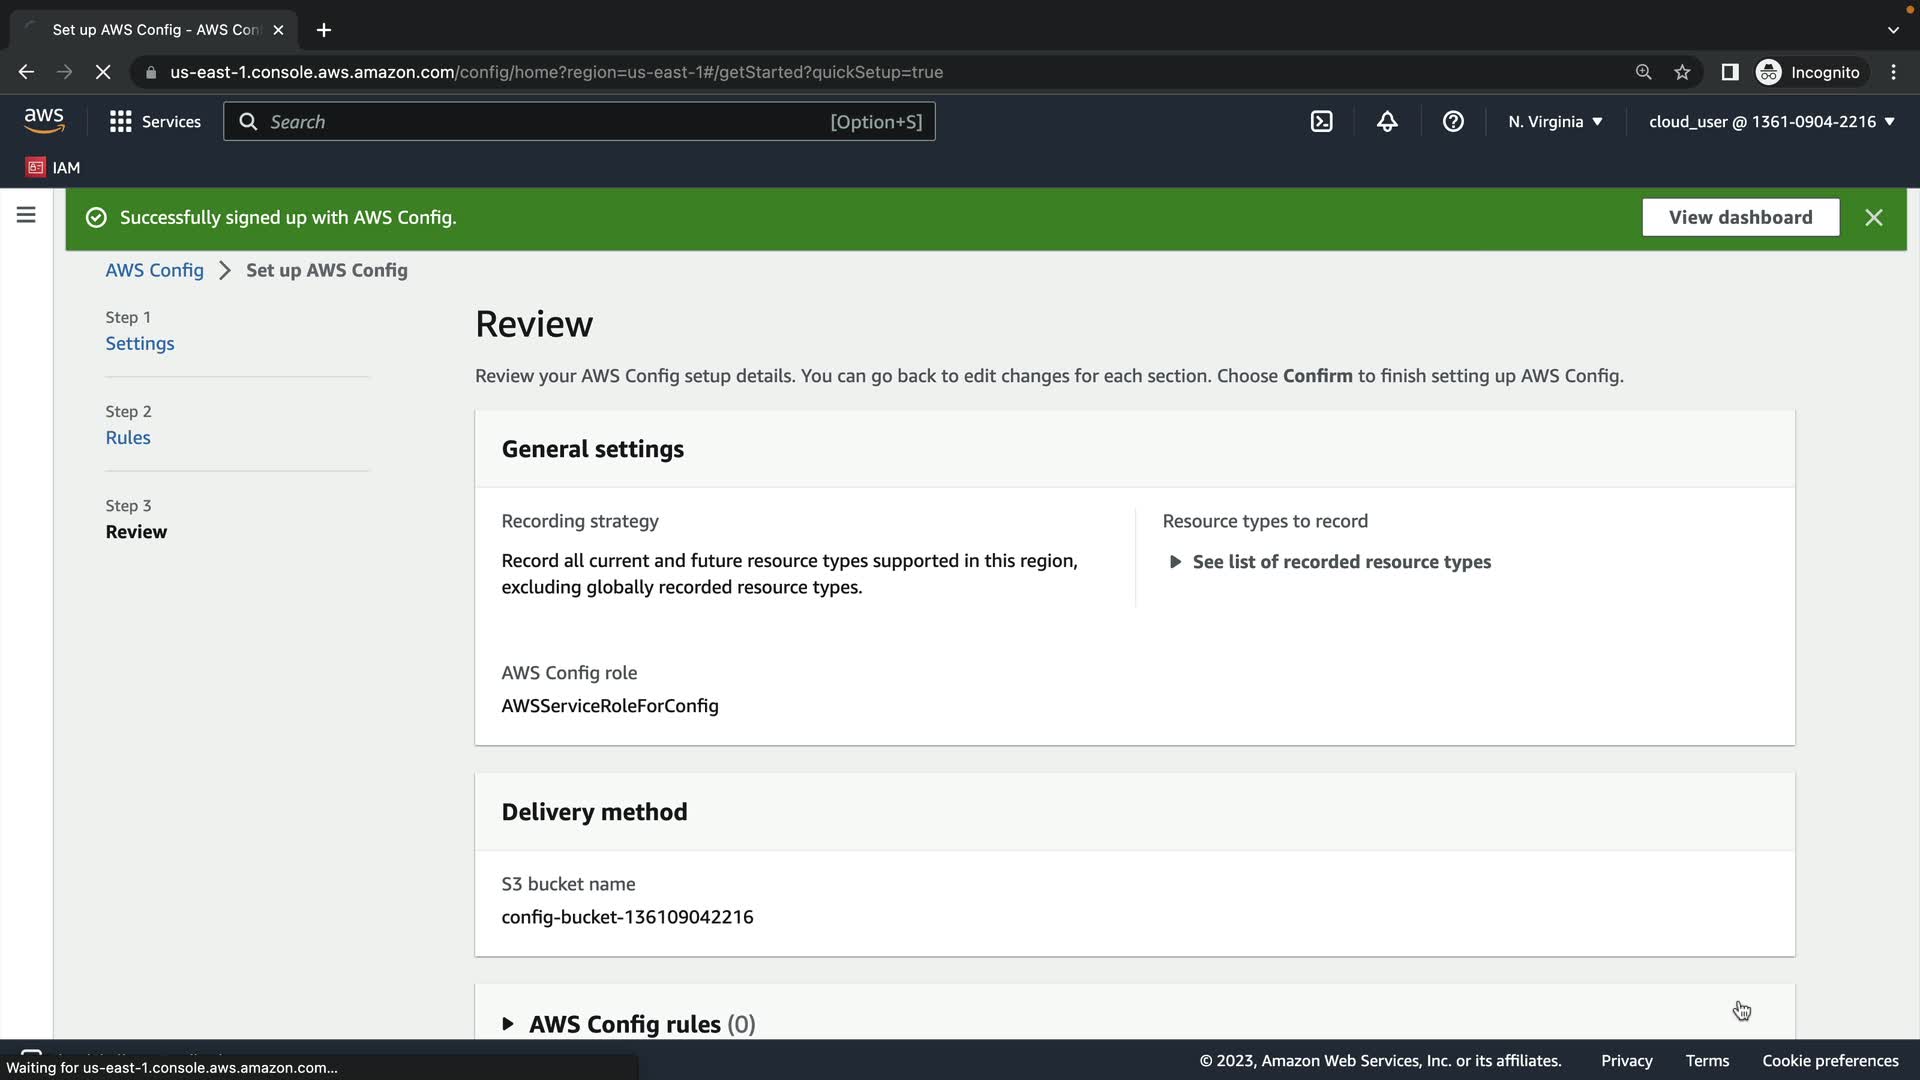 Set up AWS Config - AWS Con
us-east-1.console.aws.amazon.com/config/home?region=us-east-1#/getStarted?quickSetup=true
Incognito
aws
Services
Search
[Option+S]
N. Virginia
cloud_user @ 1361-0904-2216
IAM
Successfully signed up with AWS Config.
View dashboard
AWS Config > Set up AWS Config
Step 1
Settings
Step 2
Rules
Step 3
Review
Review
Review your AWS Config setup details. You can go back to edit changes for each section. Choose Confirm to finish setting up AWS Config.
General settings
Recording strategy
Record all current and future resource types supported in this region,
excluding globally recorded resource types.
Resource types to record
See list of recorded resource types
AWS Config role
AWSServiceRoleForConfig
Delivery method
S3 bucket name
config-bucket-136109042216
AWS Config rules (0)
Waiting for us-east-1.console.aws.amazon.com...
© 2023, Amazon Web Services, Inc. or its affiliates.
Privacy
Terms
Cookie preferences